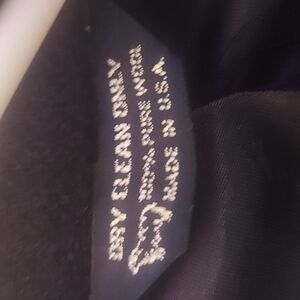 DRY CLEAN ONLY
100% PURE WOOL
MADE IN U.S.A.